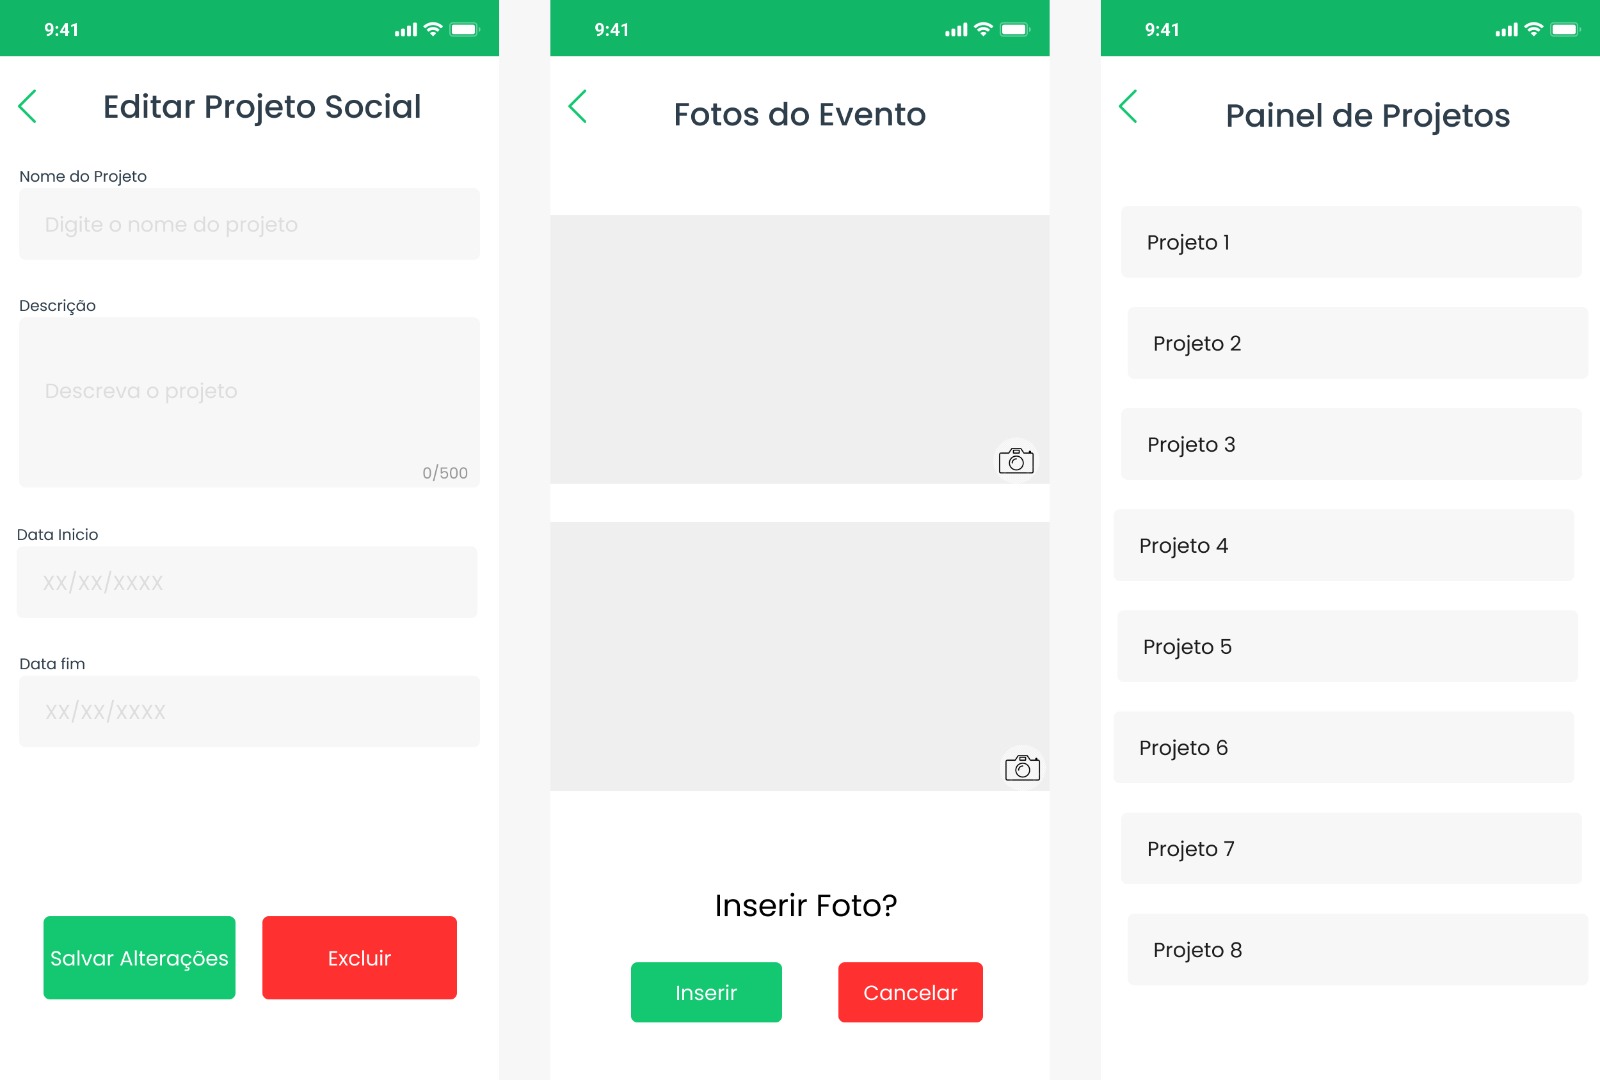 9:41
Editar Projeto Social
Nome do Projeto
Digite o nome do projeto
Descrição
Descreva o projeto
0/500
Data Inicio
XX/XX/XXXX
Data fim
XX/XX/XXXX
Salvar Alterações
Excluir
9:41
Fotos do Evento
Inserir Foto?
Inserir
Cancelar
9:41
Painel de Projetos
Projeto 1
Projeto 2
Projeto 3
Projeto 4
Projeto 5
Projeto 6
Projeto 7
Projeto 8